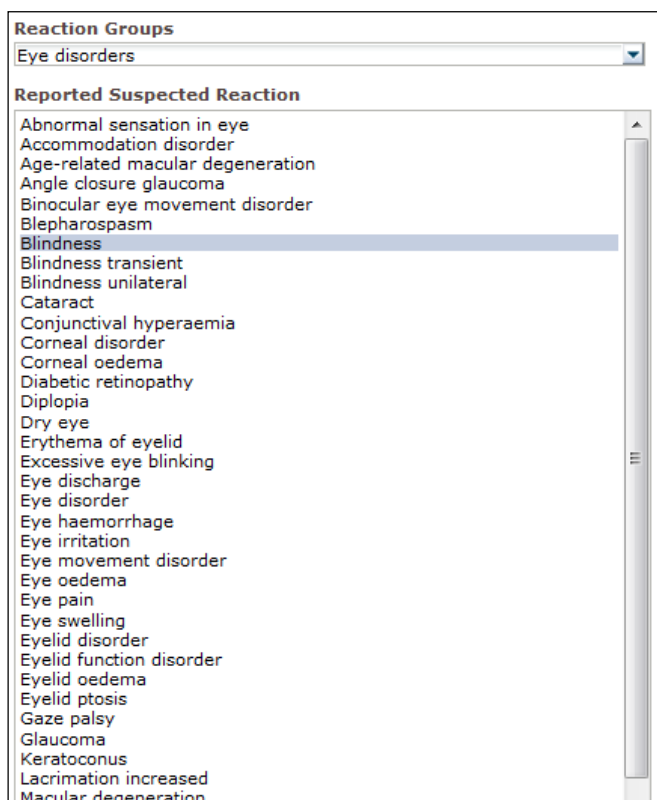 Reaction Groups
Eye disorders
Reported Suspected Reaction
Abnormal sensation in eye
Accommodation disorder
Age-related macular degeneration
Angle closure glaucoma
Binocular eye movement disorder
Blepharospasm
Blindness
Blindness transient
Blindness unilateral
Cataract
Conjunctival hyperaemia
Corneal disorder
Corneal oedema
Diabetic retinopathy
Diplopia
Dry eye
Erythema of eyelid
Excessive eye blinking
Eye discharge
Eye disorder
Eye haemorrhage
Eye irritation
Eye movement disorder
Eye oedema
Eye pain
Eye swelling
Eyelid disorder
Eyelid function disorder
Eyelid oedema
Eyelid ptosis
Gaze palsy
Glaucoma
Keratoconus
Lacrimation increased
Macular degeneration